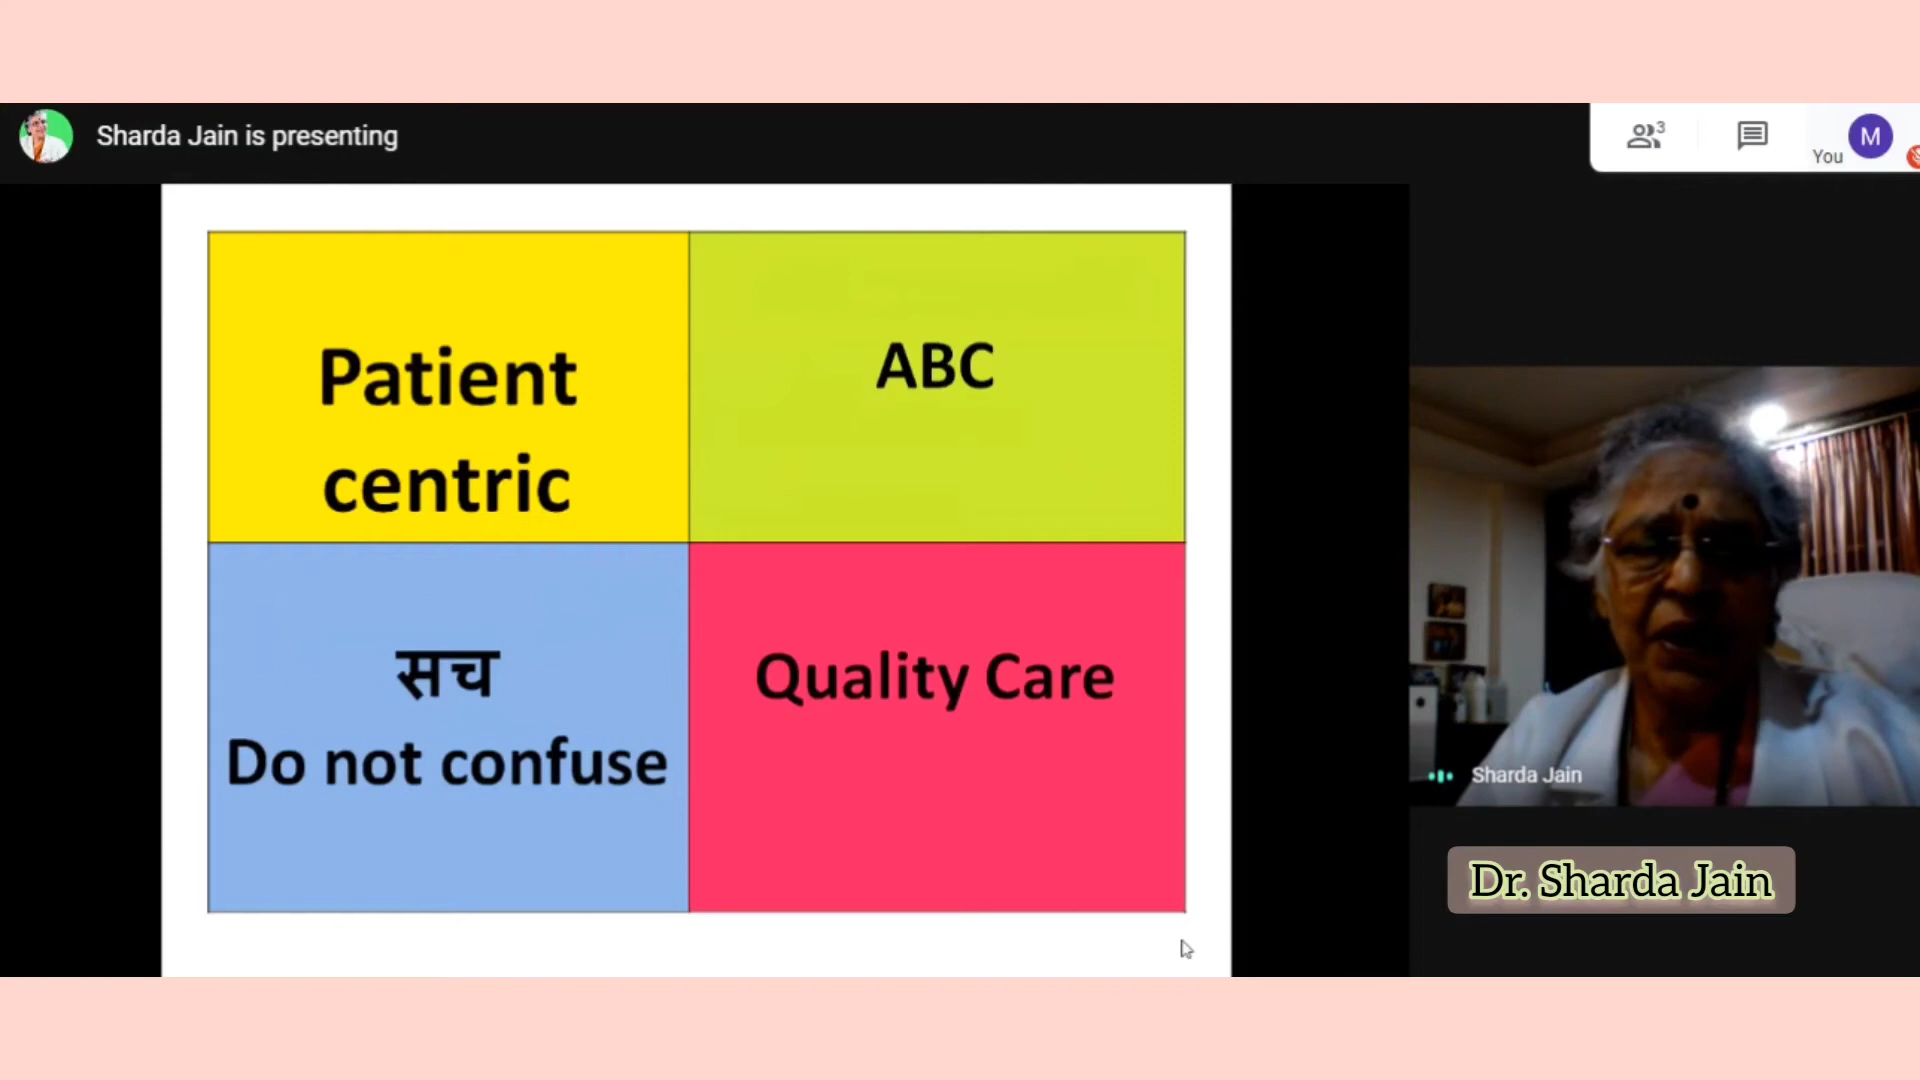 Sharda Jain is presenting
3
You
M
Patient
centric
ABC
सच
Do not confuse
Quality Care
Sharda Jain
Dr. Sharda Jain